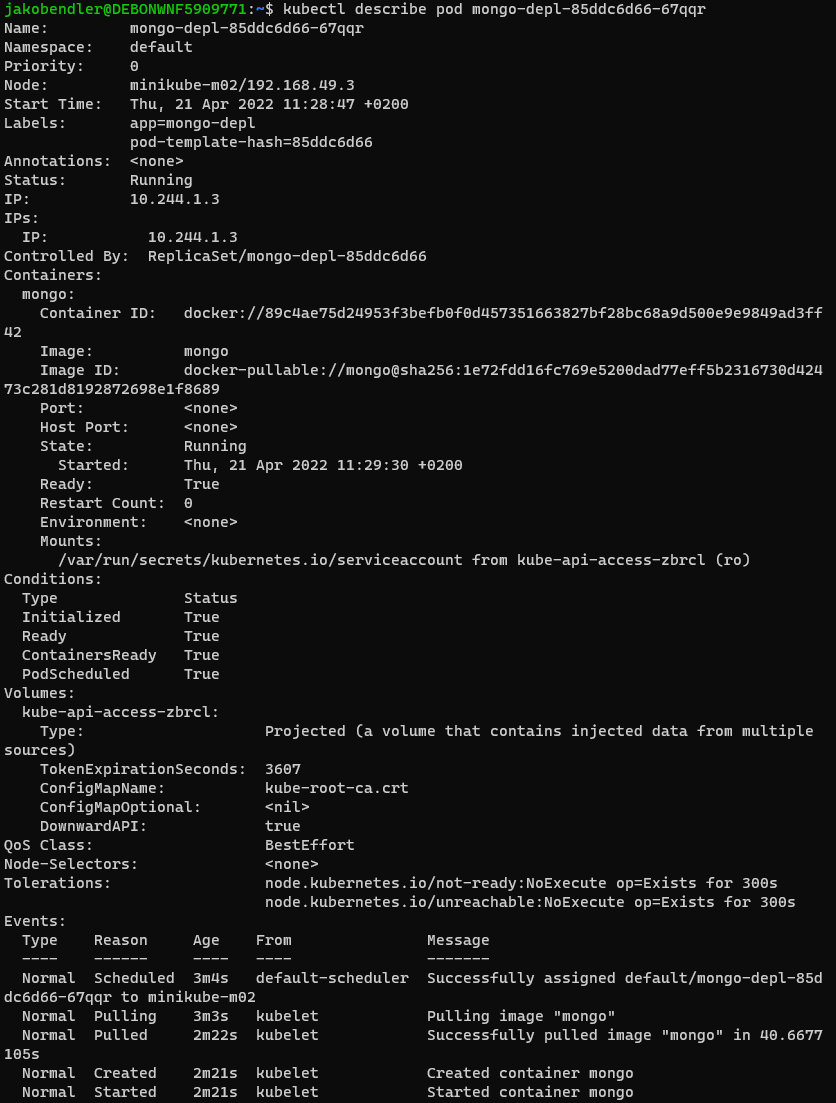 jakobendler@DEBONWNF5909771:~$ kubectl describe pod mongo-depl-85ddc6d66-67qqr
Name:         mongo-depl-85ddc6d66-67qqr
Namespace:    default
Priority:     0
Node:         minikube-m02/192.168.49.3
Start Time:   Thu, 21 Apr 2022 11:28:47 +0200
Labels:       app=mongo-depl
              pod-template-hash=85ddc6d66
Annotations:  <none>
Status:       Running
IP:           10.244.1.3
IPs:
  IP:           10.244.1.3
Controlled By:  ReplicaSet/mongo-depl-85ddc6d66
Containers:
  mongo:
    Container ID:   docker://89c4ae75d24953f3befb0f0d457351663827bf28bc68a9d500e9e9849ad3ff
42
    Image:          mongo
    Image ID:       docker-pullable://mongo@sha256:1e72fdd16fc769e5200dad77eff5b2316730d424
73c281d8192872698e1f8689
    Port:           <none>
    Host Port:      <none>
    State:          Running
      Started:      Thu, 21 Apr 2022 11:29:30 +0200
    Ready:          True
    Restart Count:  0
    Environment:    <none>
    Mounts:
      /var/run/secrets/kubernetes.io/serviceaccount from kube-api-access-zbrcl (ro)
Conditions:
  Type              Status
  Initialized       True
  Ready             True
  ContainersReady   True
  PodScheduled      True
Volumes:
  kube-api-access-zbrcl:
    Type:                    Projected (a volume that contains injected data from multiple
sources)
    TokenExpirationSeconds:  3607
    ConfigMapName:           kube-root-ca.crt
    ConfigMapOptional:       <nil>
    DownwardAPI:             true
QoS Class:                   BestEffort
Node-Selectors:              <none>
Tolerations:                 node.kubernetes.io/not-ready:NoExecute op=Exists for 300s
                             node.kubernetes.io/unreachable:NoExecute op=Exists for 300s
Events:
  Type    Reason     Age    From               Message
  ----    ------     ----   ----               -------
  Normal  Scheduled  3m4s   default-scheduler  Successfully assigned default/mongo-depl-85d
dc6d66-67qqr to minikube-m02
  Normal  Pulling    3m3s   kubelet            Pulling image "mongo"
  Normal  Pulled     2m22s  kubelet            Successfully pulled image "mongo" in 40.6677
105s
  Normal  Created    2m21s  kubelet            Created container mongo
  Normal  Started    2m21s  kubelet            Started container mongo